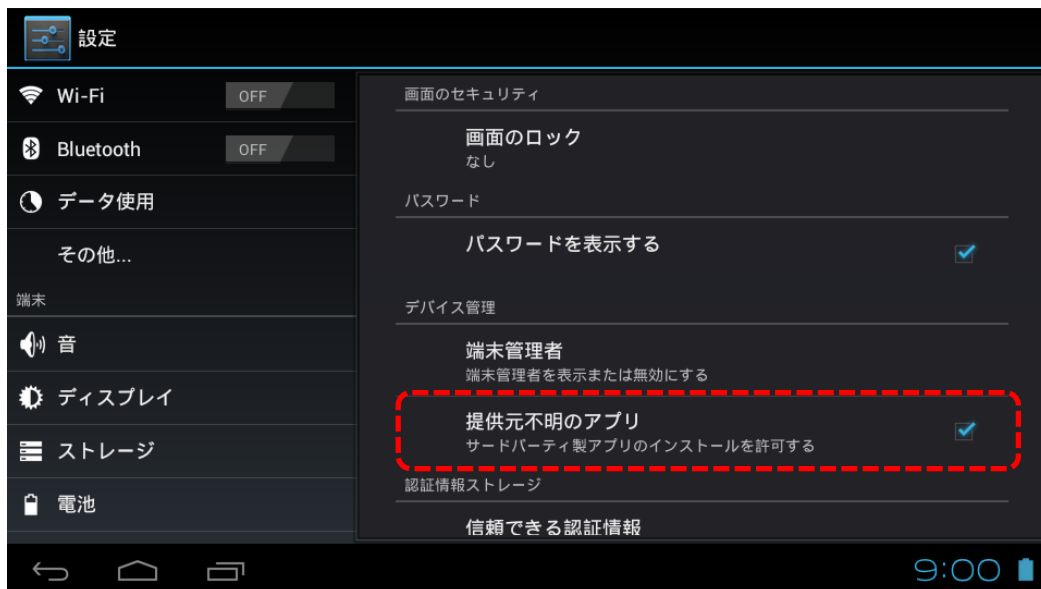 設定
Wi-Fi
OFF
Bluetooth
OFF
データ使用
その他...
端末
音
ディスプレイ
ストレージ
電池
画面のセキュリティ
画面のロック
なし
パスワード
パスワードを表示する
デバイス管理
端末管理者
端末管理者を表示または無効にする
提供元不明のアプリ
サードパーティ製アプリのインストールを許可する
認証情報ストレージ
信頼できる認証情報
9:00